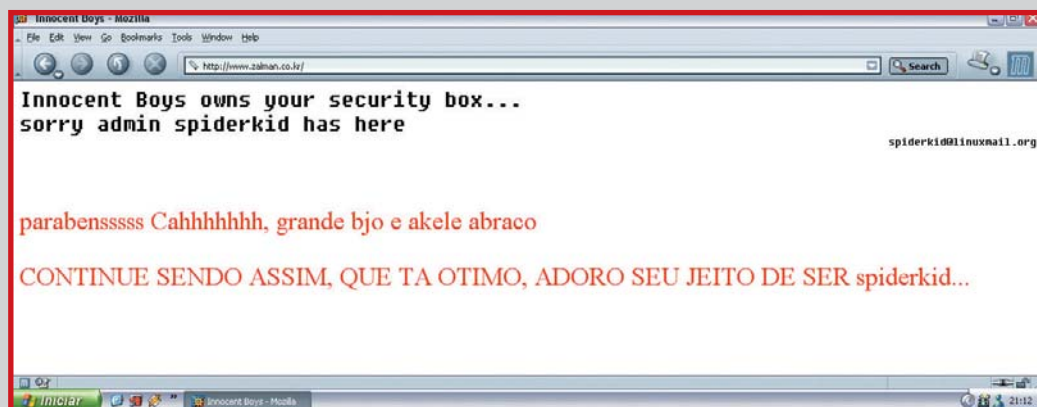 Innocent Boys - Mozilla
File Edit View Go Bookmarks Tools Window Help
http://www.zalman.co.kr/
Search
Innocent Boys owns your security box...
sorry admin spiderkid has here
spiderkid@linuxmail.org
parabensssss Cahhhhhhh, grande bjo e akele abraco
CONTINUE SENDO ASSIM, QUE TA OTIMO, ADORO SEU JEITO DE SER spiderkid...
Iniciar
Innocent Boys - Mozilla
21:12